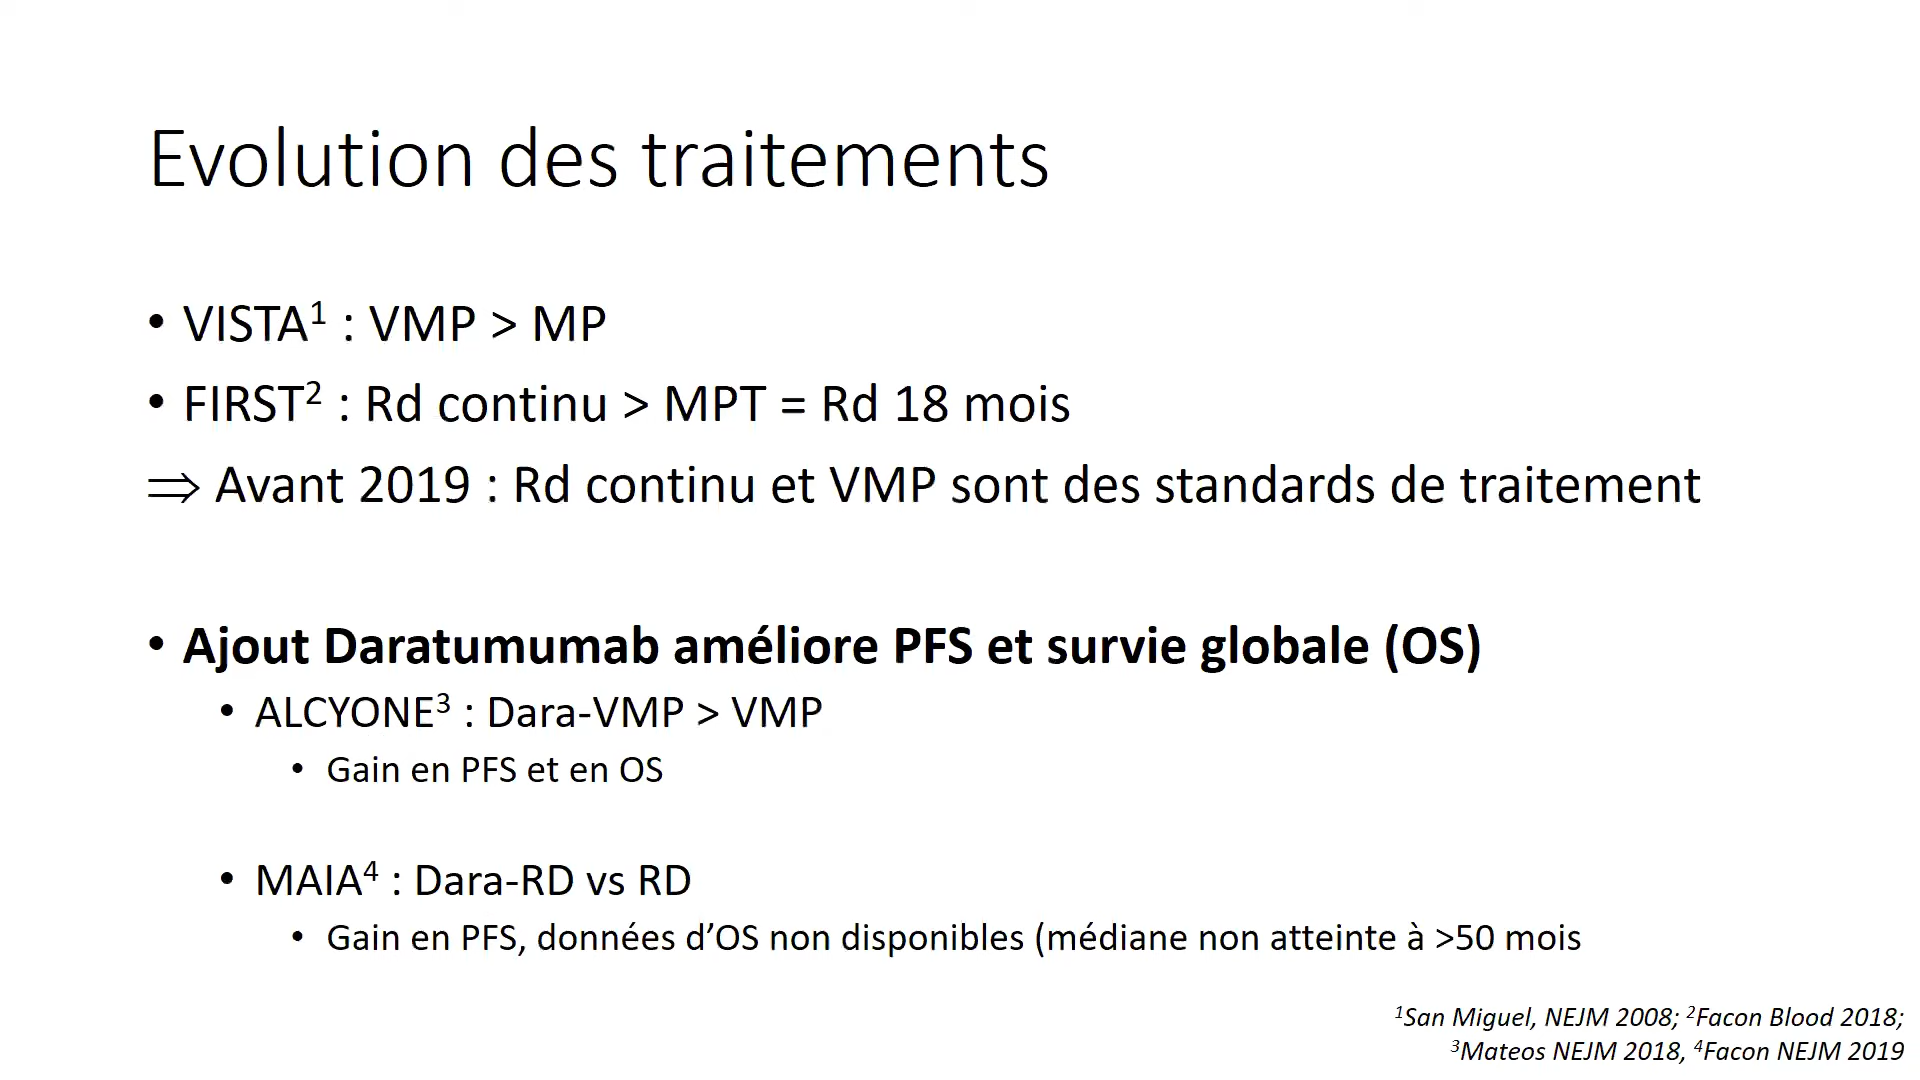 Evolution des traitements
• VISTA¹ : VMP > MP
• FIRST² : Rd continu > MPT = Rd 18 mois
⇒ Avant 2019 : Rd continu et VMP sont des standards de traitement
• Ajout Daratumumab améliore PFS et survie globale (OS)
• ALCYONE³ : Dara-VMP > VMP
• Gain en PFS et en OS
• MAIA⁴ : Dara-RD vs RD
• Gain en PFS, données d’OS non disponibles (médiane non atteinte à >50 mois
¹San Miguel, NEJM 2008; ²Facon Blood 2018;
³Mateos NEJM 2018, ⁴Facon NEJM 2019